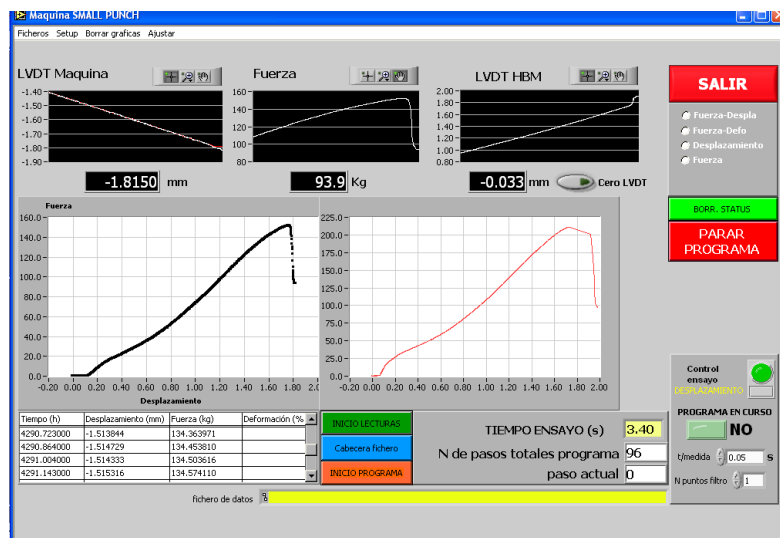 Maquina SMALL PUNCH
Ficheros Setup Borrar graficas Ajustar
LVDT Maquina
Fuerza
LVDT HBM
SALIR
-1.40
-1.50
-1.60
-1.70
-1.80
-1.90
160
140
120
100
80
2.00
1.80
1.60
1.40
1.20
1.00
0.80
Fuerza-Despla
Fuerza-Defo
Desplazamiento
Fuerza
-1.8150 mm
93.9 Kg
-0.033 mm
Cero LVDT
BORR. STATUS
PARAR
PROGRAMA
Fuerza
160.0
140.0
120.0
100.0
80.0
60.0
40.0
20.0
0.0
-0.20 0.00 0.20 0.40 0.60 0.80 1.00 1.20 1.40 1.60 1.80 2.0
Desplazamiento
225.0
200.0
175.0
150.0
125.0
100.0
75.0
50.0
25.0
0.0
-0.20 0.00 0.20 0.40 0.60 0.80 1.00 1.20 1.40 1.60 1.80 2.00
Control
ensayo
DESPLAZAMIENTO
PROGRAMA EN CURSO
NO
t/medida 0.05 s
N puntos filtro 1
Tiempo (h) Desplazamiento (mm) Fuerza (kg) Deformación (%
4290.723000 -1.513844 134.363971
4290.864000 -1.514729 134.453810
4291.004000 -1.514333 134.503616
4291.143000 -1.515316 134.574110
INICIO LECTURAS
Cabecera fichero
INICIO PROGRAMA
TIEMPO ENSAYO (s) 3.40
N de pasos totales programa 96
paso actual 0
fichero de datos